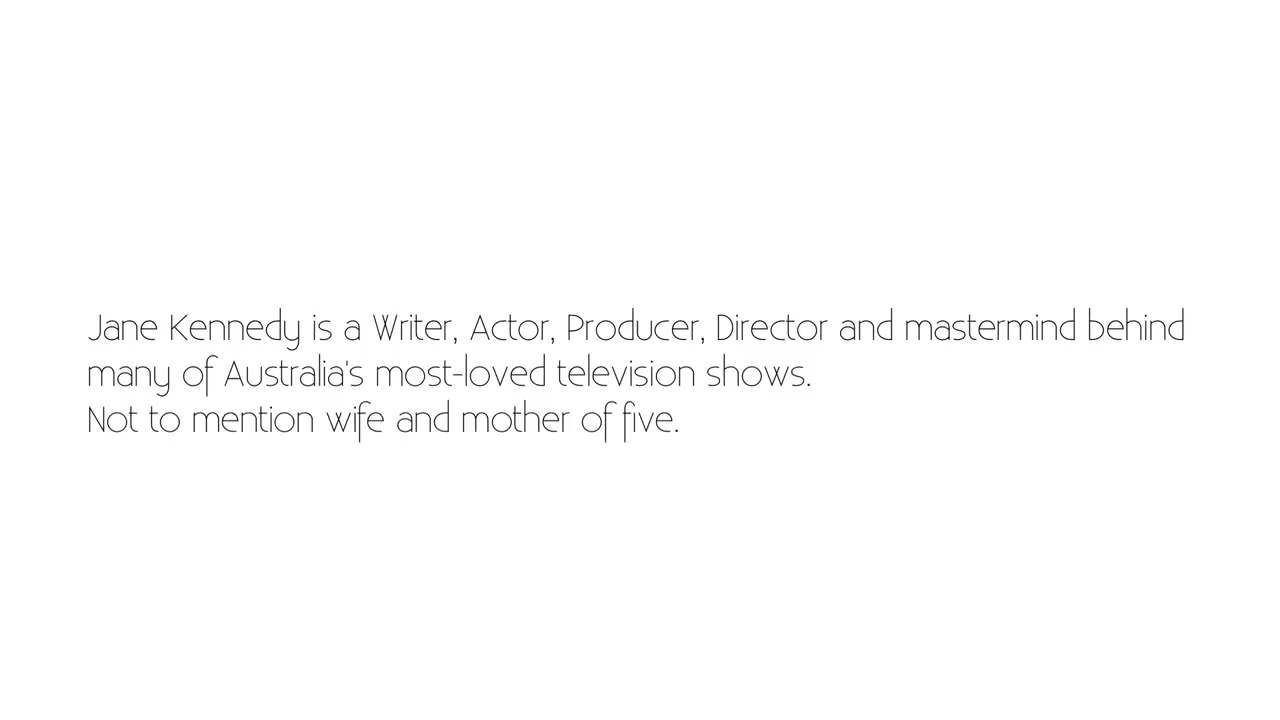 Jane Kennedy is a Writer, Actor, Producer, Director and mastermind behind
many of Australia's most-loved television shows.
Not to mention wife and mother of five.